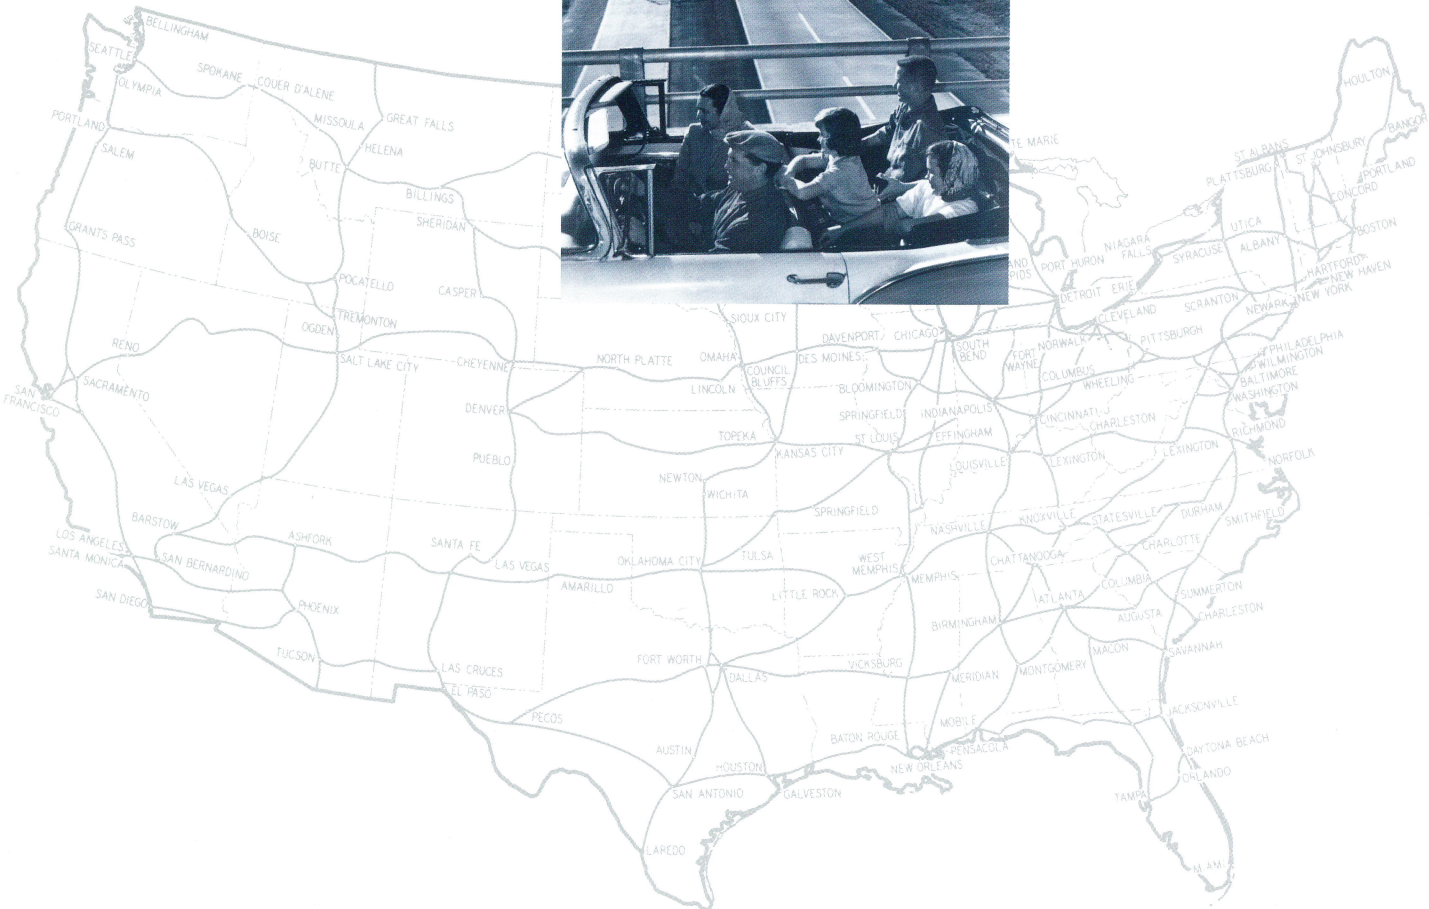 BELLINGHAM
SEATTLE
SPOKANE
COUER D'ALENE
OLYMPIA
HOULTON
MISSOULA
GREAT FALLS
PORTLAND
BANGOR
HELENA
TE MARIE
ST ALBANS
ST JOHNSBURY
SALEM
BUTTE
PLATTSBURG
PORTLAND
CONCORD
BILLINGS
SHERIDAN
UTICA
BOSTON
GRANTS PASS
BOISE
NIAGARA
FALLS
SYRACUSE
ALBANY
AND
PIDS
PORT HURON
HARTFORD
NEW HAVEN
POCATELLO
CASPER
DETROIT
ERIE
SCRANTON
NEWARK
NEW YORK
TREMONTON
OGDEN
SIOUX CITY
CLEVELAND
RENO
DAVENPORT
CHICAGO
SOUTH
BEND
FORT
WAYNE
NORWALK
PITTSBURGH
SALT LAKE CITY
CHEYENNE
NORTH PLATTE
OMAHA
DES MOINES
PHILADELPHIA
WILMINGTON
COUNCIL
BLUFFS
COLUMBUS
WHEELING
BALTIMORE
SACRAMENTO
LINCOLN
BLOOMINGTON
WASHINGTON
SAN
FRANCISCO
DENVER
SPRINGFIELD
INDIANAPOLIS
CINCINNATI
CHARLESTON
RICHMOND
TOPEKA
ST LOUIS
EFFINGHAM
KANSAS CITY
PUEBLO
LOUISVILLE
LEXINGTON
LEXINGTON
NORFOLK
LAS VEGAS
NEWTON
WICHITA
BARSTOW
SPRINGFIELD
NASHVILLE
KNOXVILLE
STATESVILLE
DURHAM
SMITHFIELD
LOS ANGELES
SANTA MONICA
ASHFORK
SANTA FE
SAN BERNARDINO
LAS VEGAS
OKLAHOMA CITY
TULSA
WEST
MEMPHIS
MEMPHIS
CHATTANOOGA
CHARLOTTE
SAN DIEGO
AMARILLO
LITTLE ROCK
COLUMBIA
SUMMERTON
PHOENIX
ATLANTA
BIRMINGHAM
AUGUSTA
CHARLESTON
TUCSON
LAS CRUCES
EL PASO
FORT WORTH
DALLAS
VICKSBURG
MERIDIAN
MONTGOMERY
MACON
SAVANNAH
PECOS
MOBILE
JACKSONVILLE
AUSTIN
BATON ROUGE
PENSACOLA
DAYTONA BEACH
HOUSTON
NEW ORLEANS
ORLANDO
SAN ANTONIO
GALVESTON
TAMPA
LAREDO
MIAMI